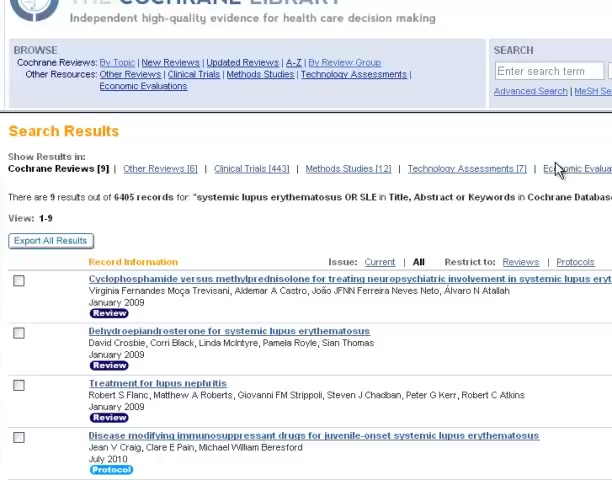 THE COCHRANE LIBRARY
Independent high-quality evidence for health care decision making
BROWSE
Cochrane Reviews: By Topic | New Reviews | Updated Reviews | A-Z | By Review Group
Other Resources: Other Reviews | Clinical Trials | Methods Studies | Technology Assessments |
Economic Evaluations
SEARCH
Enter search term
Advanced Search | MeSH Se
Search Results
Show Results in:
Cochrane Reviews [9] | Other Reviews [6] | Clinical Trials [443] | Methods Studies [12] | Technology Assessments [7] | Economic Evalua
There are 9 results out of 6405 records for: "systemic lupus erythematosus OR SLE in Title, Abstract or Keywords in Cochrane Databas
View: 1-9
Export All Results
Record Information Issue: Current | All Restrict to: Reviews | Protocols
Cyclophosphamide versus methylprednisolone for treating neuropsychiatric involvement in systemic lupus eryt
Virginia Fernandes Moça Trevisani, Aldemar A Castro, João JFNN Ferreira Neves Neto, Álvaro N Atallah
January 2009
Review
Dehydroepiandrosterone for systemic lupus erythematosus
David Crosbie, Corri Black, Linda McIntyre, Pamela Royle, Sian Thomas
January 2009
Review
Treatment for lupus nephritis
Robert S Flanc, Matthew A Roberts, Giovanni FM Strippoli, Steven J Chadban, Peter G Kerr, Robert C Atkins
January 2009
Review
Disease modifying immunosuppressant drugs for juvenile-onset systemic lupus erythematosus
Jean V Craig, Clare E Pain, Michael William Beresford
July 2010
Protocol